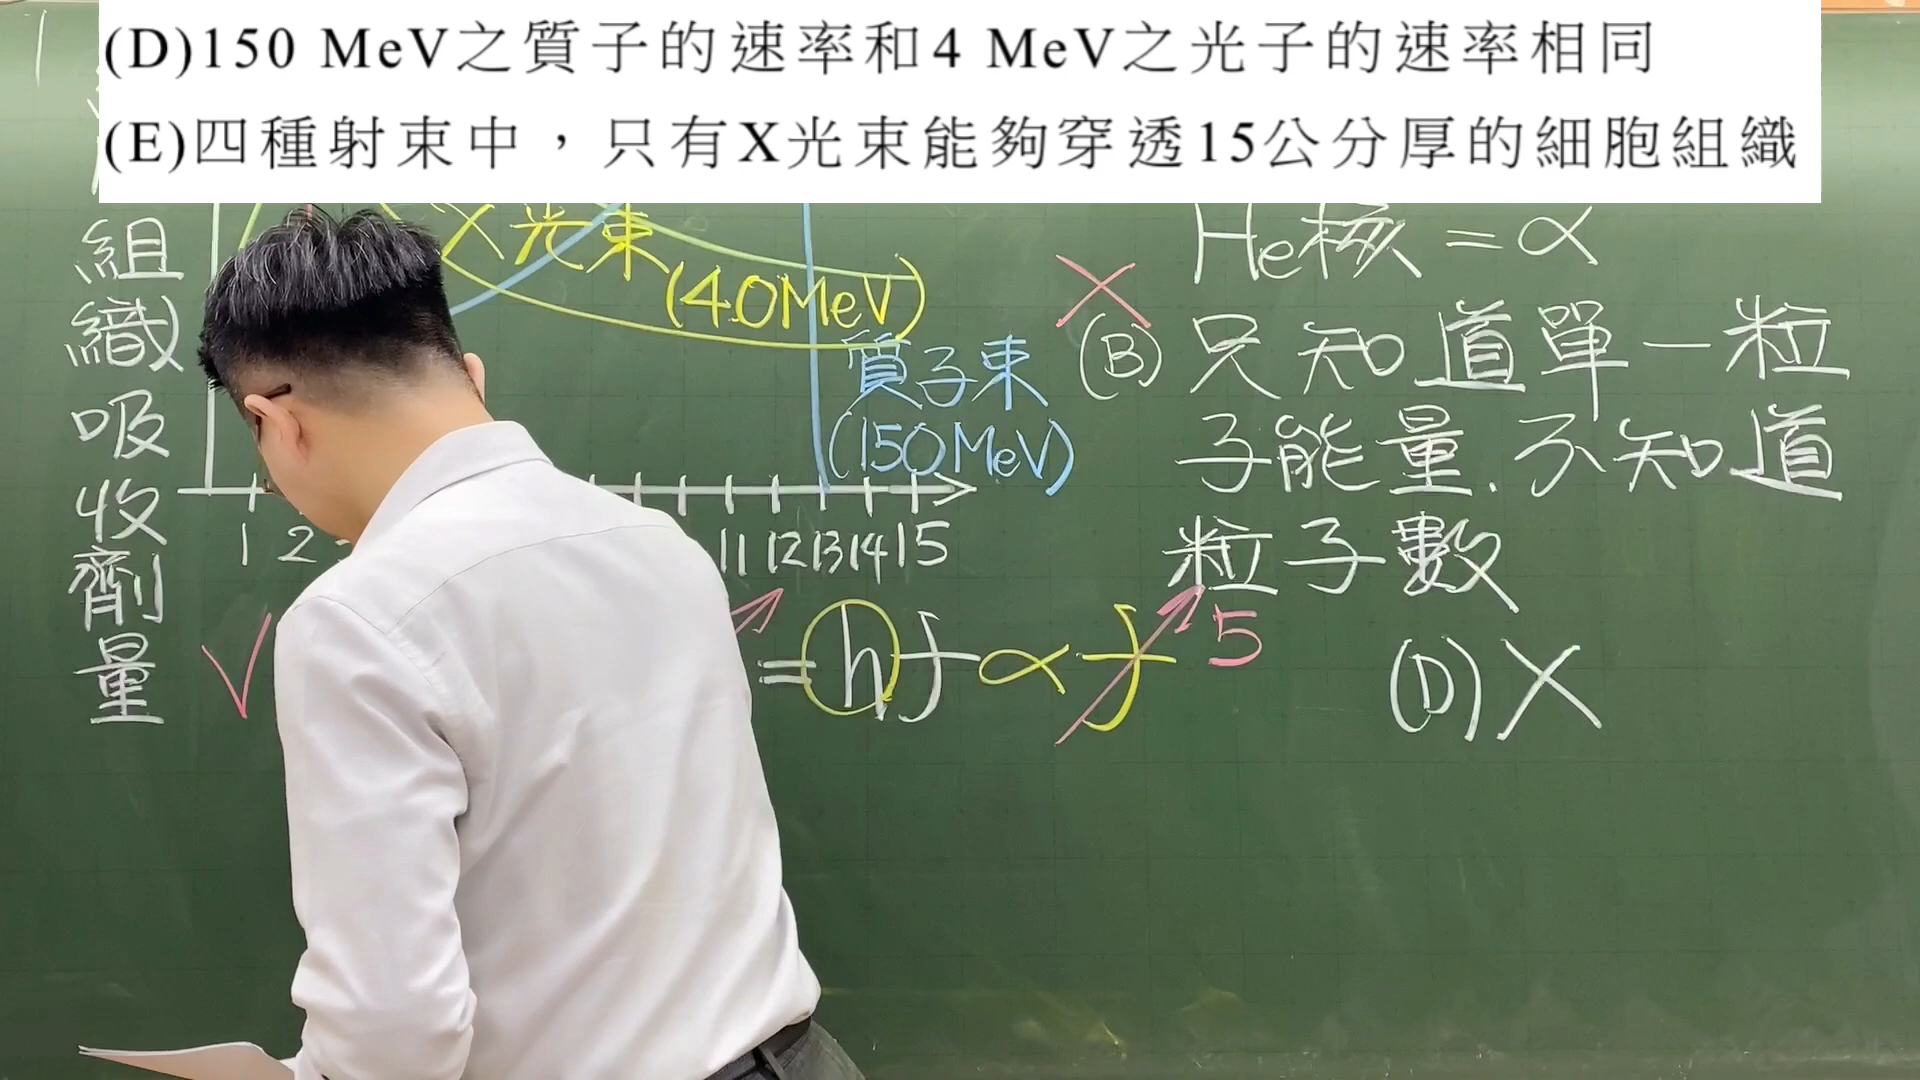 (D)150 MeV之質子的速率和4 MeV之光子的速率相同
(E)四種射束中，只有X光束能夠穿透15公分厚的細胞組織
組織吸收劑量
X光束
(4.0MeV)
質子束
(150MeV)
1 2 11 12 13 14 15
He核=α
(B)只知道單一粒
子能量.不知道
粒子數
=hf∝f 5
(D)X